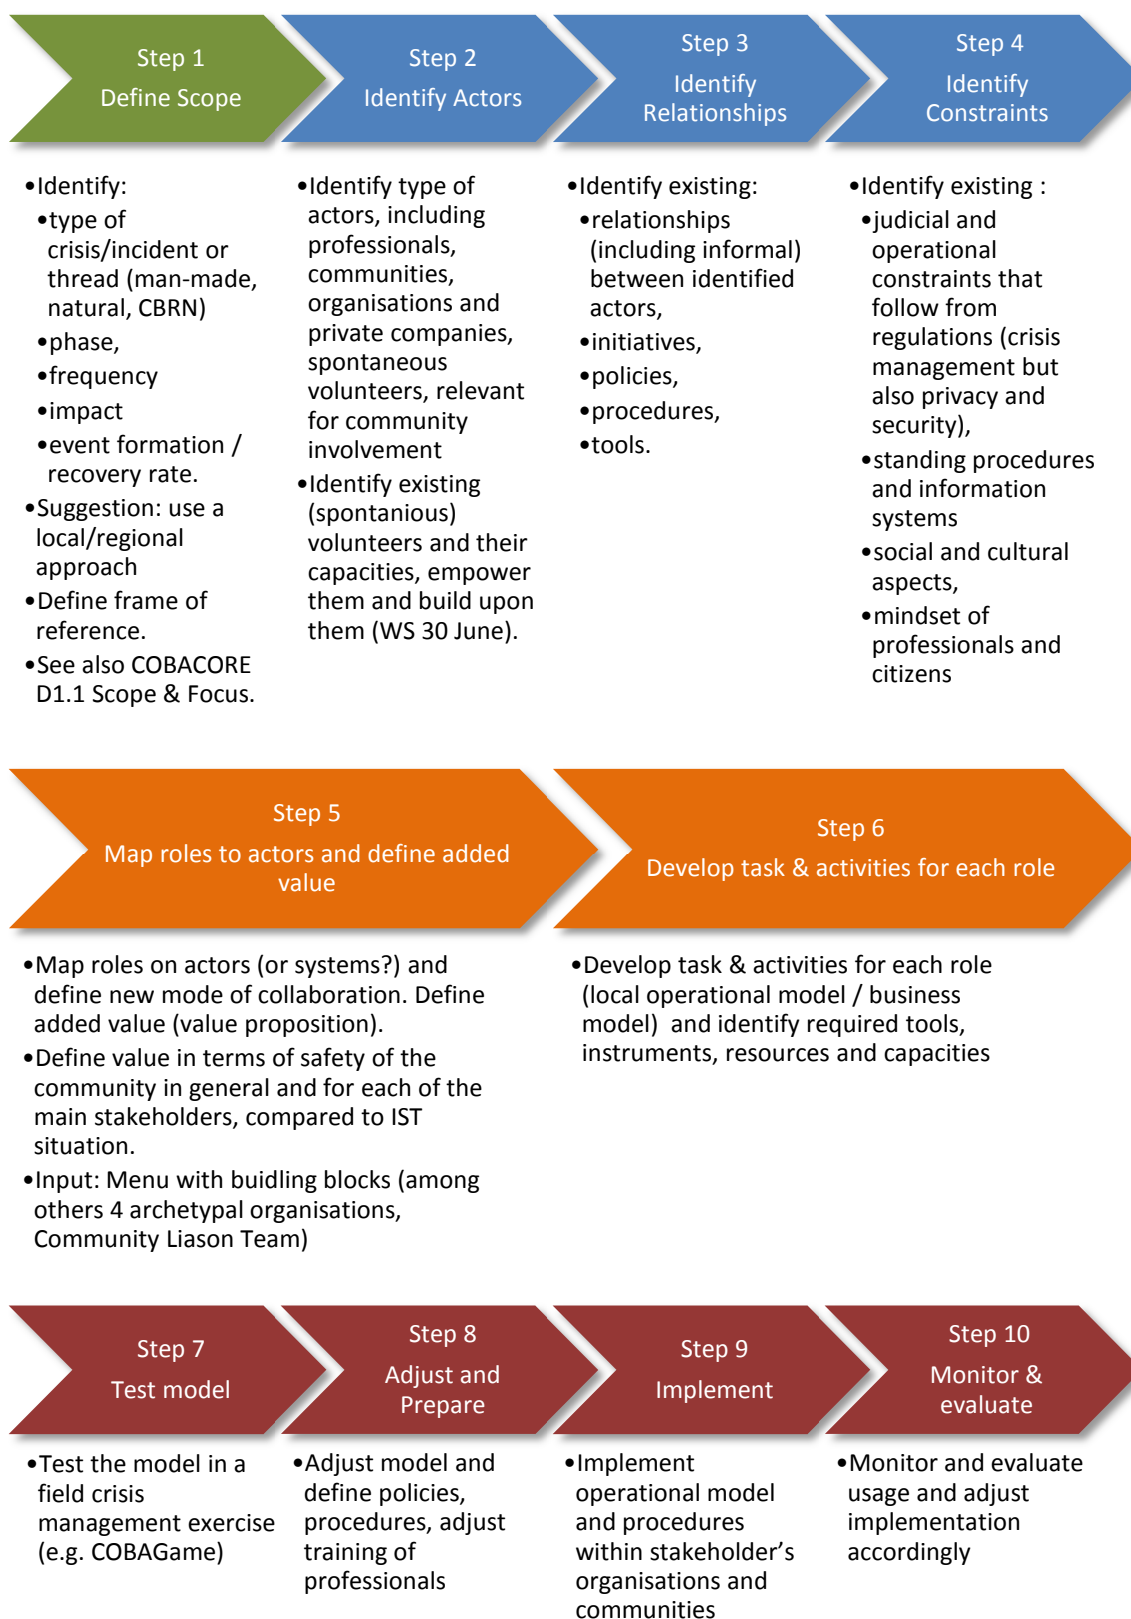 Step 1
Define Scope
Step 2
Identify Actors
Step 3
Identify
Relationships
Step 4
Identify
Constraints
•Identify:
•type of
crisis/incident or
thread (man-made,
natural, CBRN)
•phase,
•frequency
•impact
•event formation /
recovery rate.
•Suggestion: use a
local/regional
approach
•Define frame of
reference.
•See also COBACORE
D1.1 Scope & Focus.
•Identify type of
actors, including
professionals,
communities,
organisations and
private companies,
spontaneous
volunteers, relevant
for community
involvement
•Identify existing
(spontanious)
volunteers and their
capacities, empower
them and build upon
them (WS 30 June).
•Identify existing:
•relationships
(including informal)
between identified
actors,
•initiatives,
•policies,
•procedures,
•tools.
•Identify existing :
•judicial and
operational
constraints that
follow from
regulations (crisis
management but
also privacy and
security),
•standing procedures
and information
systems
•social and cultural
aspects,
•mindset of
professionals and
citizens
Step 5
Map roles to actors and define added
value
Step 6
Develop task & activities for each role
•Map roles on actors (or systems?) and
define new mode of collaboration. Define
added value (value proposition).
•Define value in terms of safety of the
community in general and for each of the
main stakeholders, compared to IST
situation.
•Input: Menu with buidling blocks (among
others 4 archetypal organisations,
Community Liason Team)
•Develop task & activities for each role
(local operational model / business
model)  and identify required tools,
instruments, resources and capacities
Step 7
Test model
Step 8
Adjust and
Prepare
Step 9
Implement
Step 10
Monitor &
evaluate
•Test the model in a
field crisis
management exercise
(e.g. COBAGame)
•Adjust model and
define policies,
procedures, adjust
training of
professionals
•Implement
operational model
and procedures
within stakeholder’s
organisations and
communities
•Monitor and evaluate
usage and adjust
implementation
accordingly